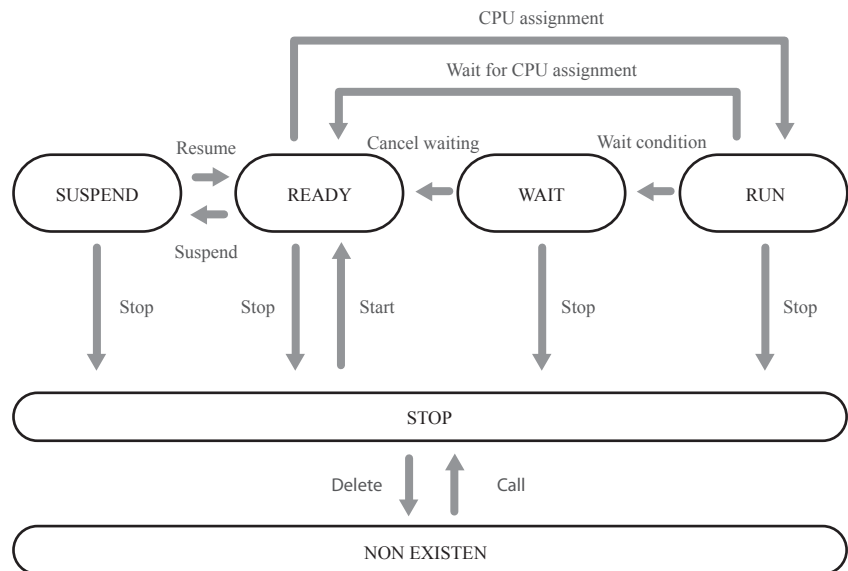 CPU assignment
Wait for CPU assignment
Cancel waiting
Wait condition
Resume
SUSPEND
READY
WAIT
RUN
Suspend
Stop
Stop
Start
Stop
Stop
STOP
Delete
Call
NON EXISTEN